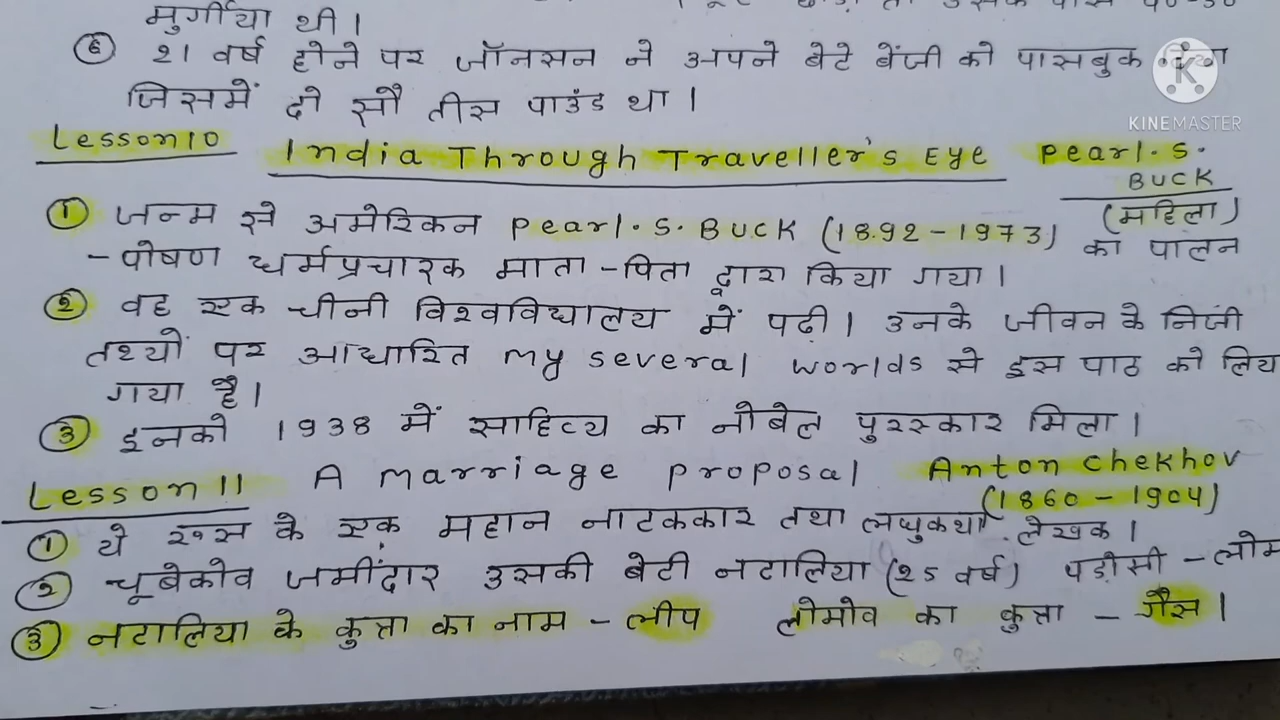 मुर्गीया थी।
⑥ 21 वर्ष होने पर जॉनसन ने अपने बेटे बेंजी को पासबुक
जिसमें दो सौ तीस पाउंड था।
Lesson 10 India Through Traveller's Eye Pearl. S. BUCK (महिला)
① जन्म से अमेरिकन Pearl. S. BUCK (1892-1973) का पालन
-पोषण धर्मप्रचारक माता-पिता द्वारा किया गया।
② वह एक चीनी विश्वविद्यालय में पढ़ी। उनके जीवन के निजी
तथ्यों पर आधारित My several worlds से इस पाठ को लिय
गया है।
③ इनको 1938 में साहित्य का नोबेल पुरस्कार मिला।
Lesson 11 A Marriage Proposal Anton Chekhov (1860-1904)
① ये रूस के एक महान नाटककार तथा लघुकथा लेखक।
② चूबेकोव जमींदार उसकी बेटी नटालिया (25 वर्ष) पड़ोसी - लोम
③ नटालिया के कुत्ता का नाम - लीप लोमोव का कुत्ता - गैस।
KINEMASTER